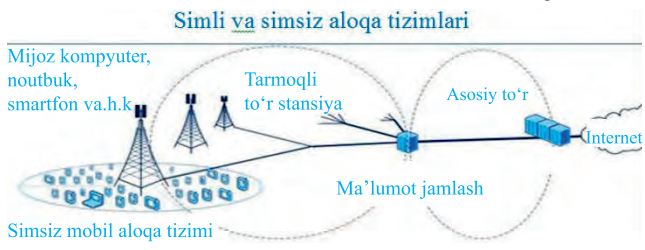 Simli va simsiz aloqa tizimlari
Mijoz kompyuter,
noutbuk,
smartfon va.h.k
Tarmoqli
to‘r stansiya
Asosiy to‘r
Internet
Ma’lumot jamlash
Simsiz mobil aloqa tizimi